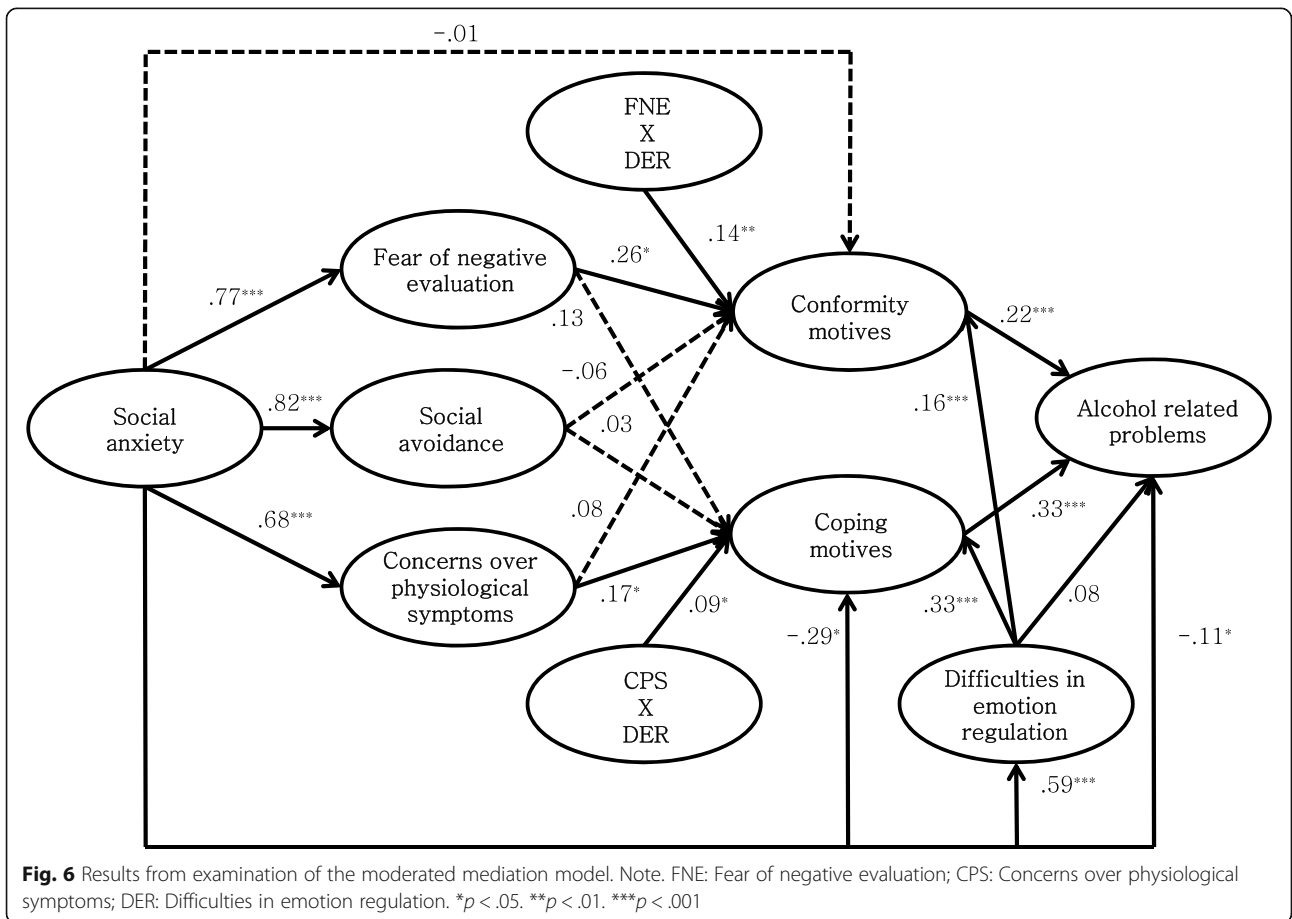 -.01
FNE
X
DER
.14**
Fear of negative
evaluation
.26*
.77***
.13
Conformity
motives
.22***
-.06
.16***
Social
anxiety
.82***
Social
avoidance
.03
Alcohol related
problems
.68***
.08
Coping
motives
.33***
Concerns over
physiological
symptoms
.17*
.09*
.33***
.08
-.29*
-.11*
CPS
X
DER
Difficulties in
emotion
regulation
.59***
Fig. 6 Results from examination of the moderated mediation model. Note. FNE: Fear of negative evaluation; CPS: Concerns over physiological
symptoms; DER: Difficulties in emotion regulation. *p < .05. **p < .01. ***p < .001